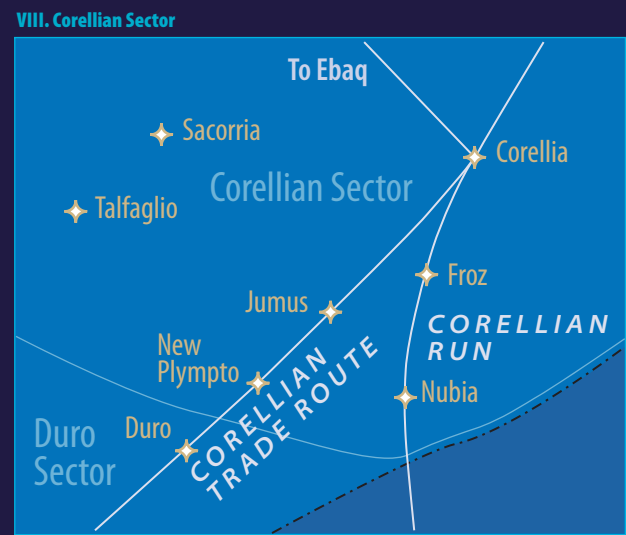 VIII. Corellian Sector
To Ebaq
Sacorria
Corellia
Corellian Sector
Talfaglio
Froz
Jumus
CORELLIAN
RUN
New
Plympto
CORELLIAN
TRADE ROUTE
Nubia
Duro
Duro
Sector